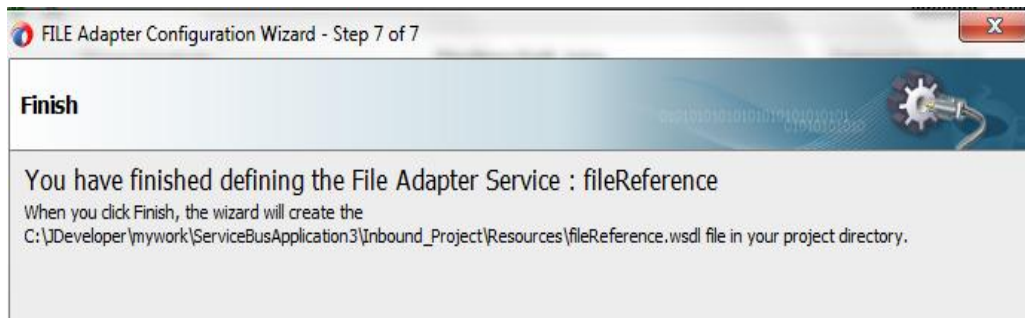 FILE Adapter Configuration Wizard - Step 7 of 7
Finish
You have finished defining the File Adapter Service : fileReference
When you click Finish, the wizard will create the
C:\JDeveloper\mywork\ServiceBusApplication3\Inbound_Project\Resources\fileReference.wsdl file in your project directory.